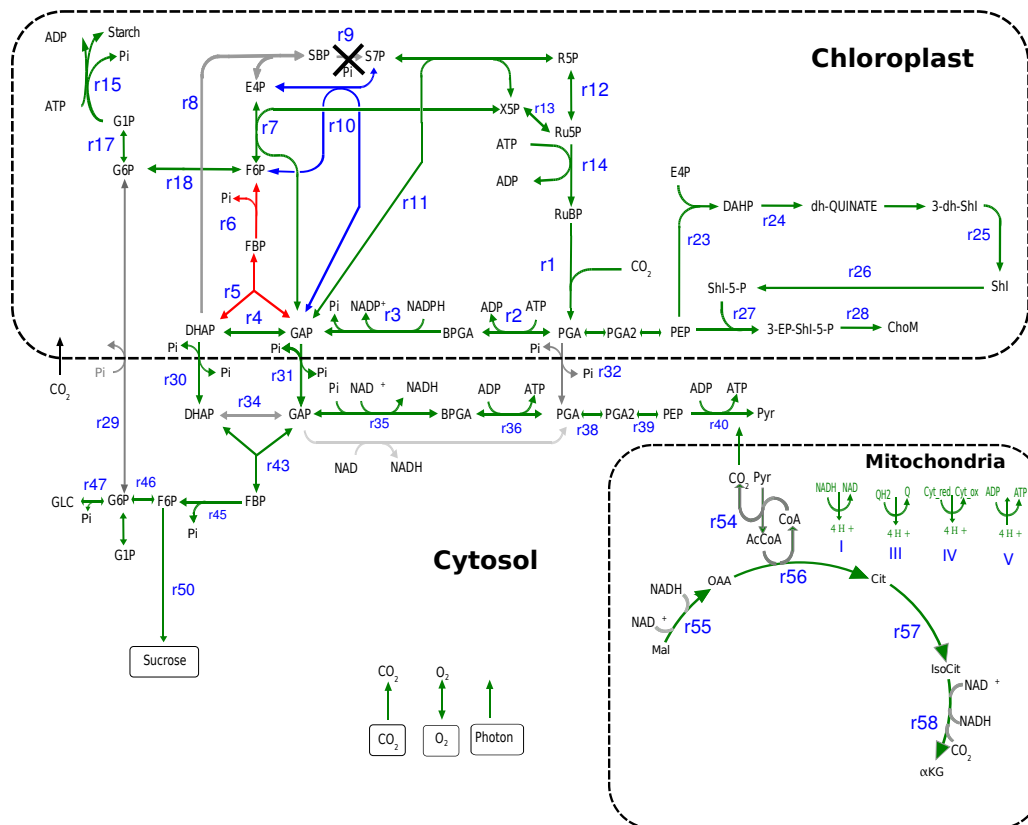 r9
ADP Starch SBP S7P R5P
Pi Pi
Chloroplast
r15 r8 E4P r12
ATP X5P r13
G1P r7 r10 Ru5P
r17 ATP r14
G6P r18 F6P ADP E4P
Pi r11 RuBP DAHP dh-QUINATE 3-dh-ShI
r6 r23 r24 r25
FBP r1 CO2 r26
r5 ShI-5-P ShI
Pi NADP+ r3 NADPH ADP r2 ATP r27 r28
DHAP r4 GAP BPGA PGA PGA2 PEP 3-EP-ShI-5-P ChoM
Pi Pi Pi
Pi r30 Pi r31 Pi Pi r32
CO2
r29 r34 Pi NAD + NADH ADP ATP ADP ATP
DHAP GAP r35 BPGA r36 PGA r38 PGA2 r39 PEP r40 Pyr
r43 NAD NADH
Mitochondria
r47 r46 CO2 Pyr NADH NAD QH2 Q Cyt_red Cyt_ox ADP ATP
GLC G6P F6P r45 FBP
Pi Pi r54 CoA 4 H + 4 H + 4 H + 4 H +
G1P AcCoA I III IV V
Cytosol
r50 OAA r56 Cit
NADH
NAD + r55 r57
Mal
Sucrose IsoCit
CO2 O2 NAD +
r58 NADH
CO2 O2 Photon CO2
αKG